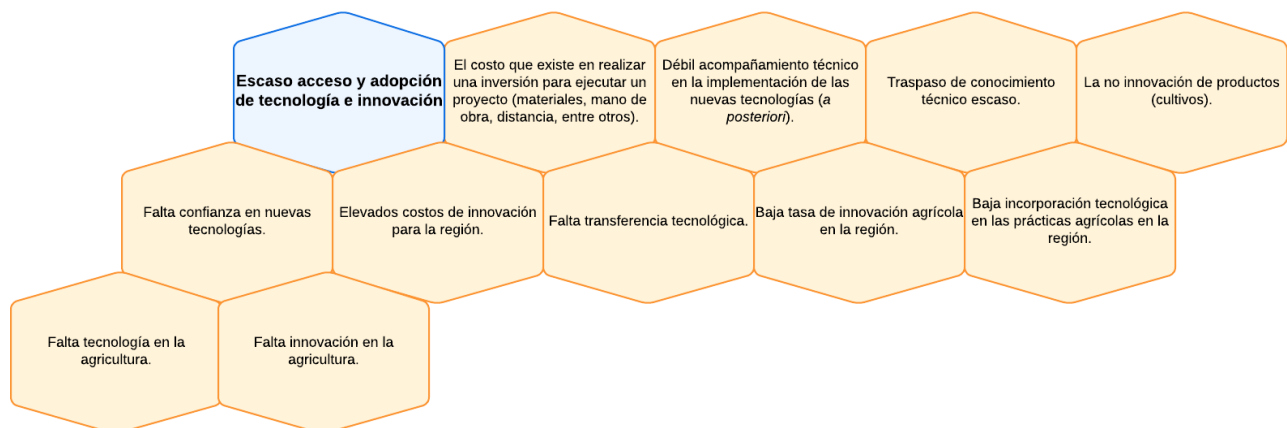 Escaso acceso y adopción
de tecnología e innovación
El costo que existe en realizar
una inversión para ejecutar un
proyecto (materiales, mano de
obra, distancia, entre otros).
Débil acompañamiento técnico
en la implementación de las
nuevas tecnologías (a
posteriori).
Traspaso de conocimiento
técnico escaso.
La no innovación de productos
(cultivos).
Falta confianza en nuevas
tecnologías.
Elevados costos de innovación
para la región.
Falta transferencia tecnológica.
Baja tasa de innovación agrícola
en la región.
Baja incorporación tecnológica
en las prácticas agrícolas en la
región.
Falta tecnología en la
agricultura.
Falta innovación en la
agricultura.